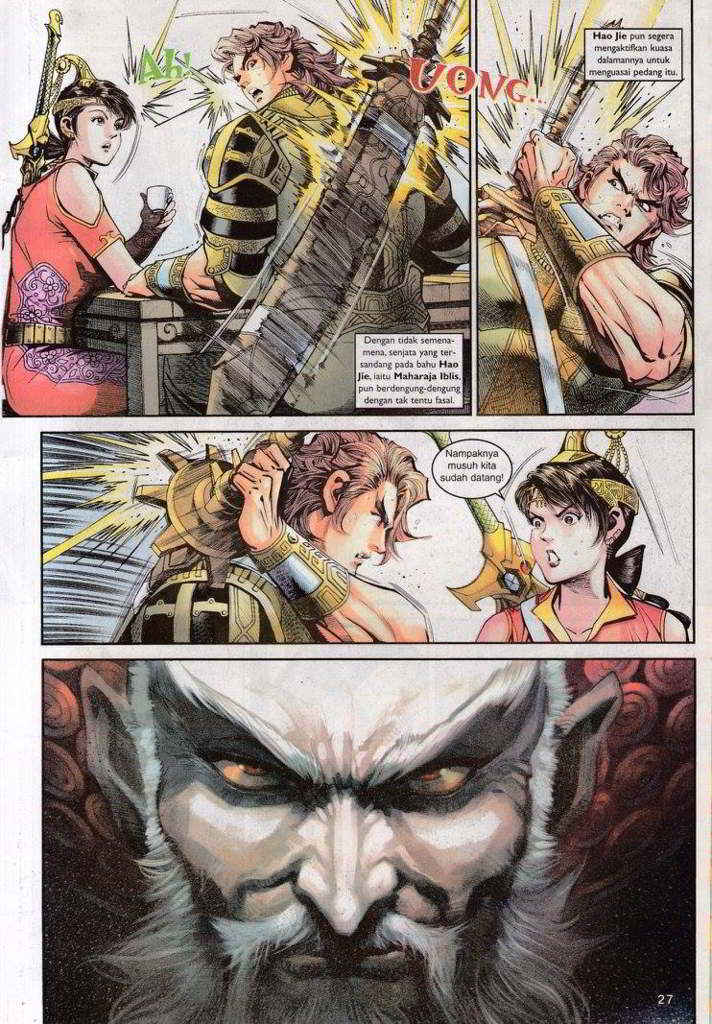 Ah!
UONG...
Dengan tidak semena-
mena, senjata yang ter-
sandang pada bahu Hao
Jie, iaitu Maharaja Iblis,
pun berdengung-dengung
dengan tak tentu fasal.
Hao Jie pun segera
mengaktifkan kuasa
dalamannya untuk
menguasai pedang itu.
Nampaknya
musuh kita
sudah datang!
27